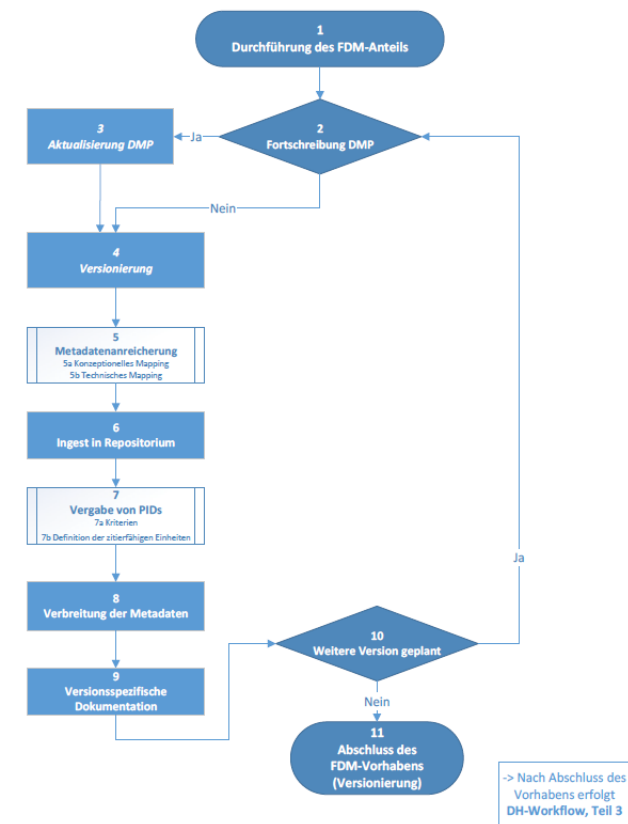 1
Durchführung des FDM-Anteils
2
Fortschreibung DMP
Ja
3
Aktualisierung DMP
Nein
4
Versionierung
5
Metadatenanreicherung
5a Konzeptionelles Mapping
5b Technisches Mapping
6
Ingest in Repositorium
7
Vergabe von PIDs
7a Kriterien
7b Definition der zitierfähigen Einheiten
8
Verbreitung der Metadaten
9
Versionsspezifische
Dokumentation
10
Weitere Version geplant
Ja
Nein
11
Abschluss des
FDM-Vorhabens
(Versionierung)
-> Nach Abschluss des
Vorhabens erfolgt
DH-Workflow, Teil 3